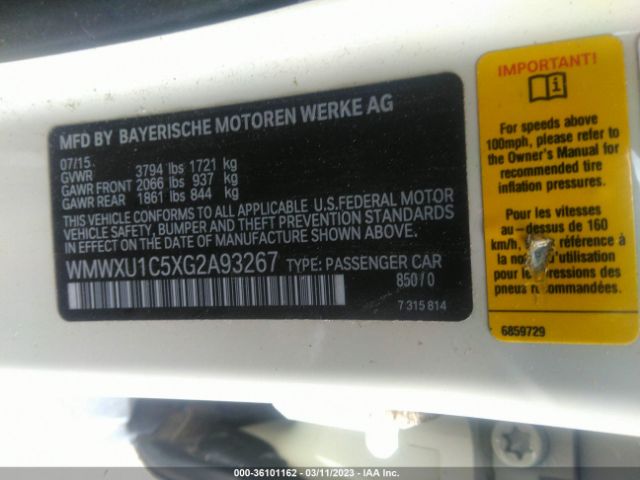 MFD BY BAYERISCHE MOTOREN WERKE AG
07/15
GVWR 3794 lbs 1721 kg
GAWR FRONT 2066 lbs 937 kg
GAWR REAR 1861 lbs 844 kg
THIS VEHICLE CONFORMS TO ALL APPLICABLE U.S. FEDERAL MOTOR
VEHICLE SAFETY, BUMPER AND THEFT PREVENTION STANDARDS
IN EFFECT ON THE DATE OF MANUFACTURE SHOWN ABOVE.
WMWXU1C5XG2A93267 TYPE: PASSENGER CAR
850/0
7 315 814
IMPORTANT!
For speeds above
100mph, please refer to
the Owner's Manual for
recommended tire
inflation pressures.
Pour les vitesses
au-dessus de 160
km/h, référence
pour pressions des
pneus recommandées.
6859729
000-36101162 - 03/11/2023 - IAA Inc.